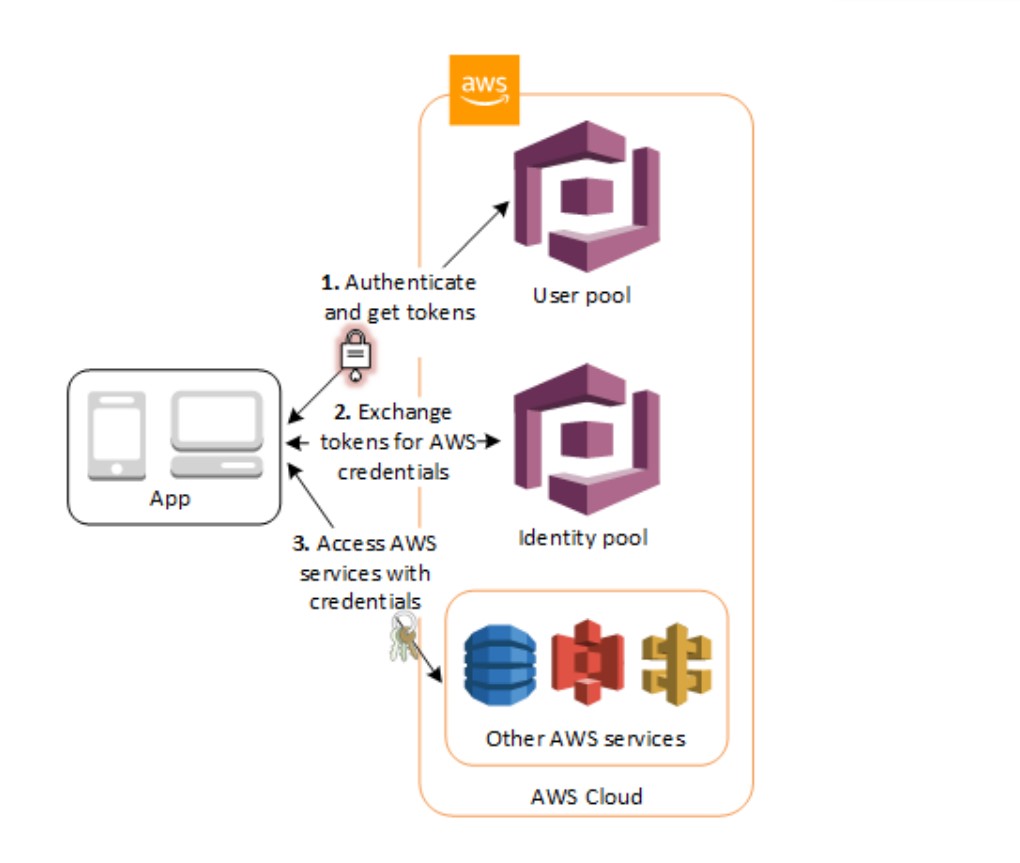 aws
1. Authenticate
and get tokens
User pool
2. Exchange
tokens for AWS
credentials
App
Identity pool
3. Access AWS
services with
credentials
Other AWS services
AWS Cloud